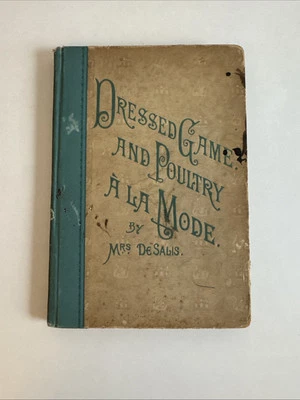 DRESSED GAME
AND POULTRY
À LA MODE.
BY
MRS. DE SALIS.